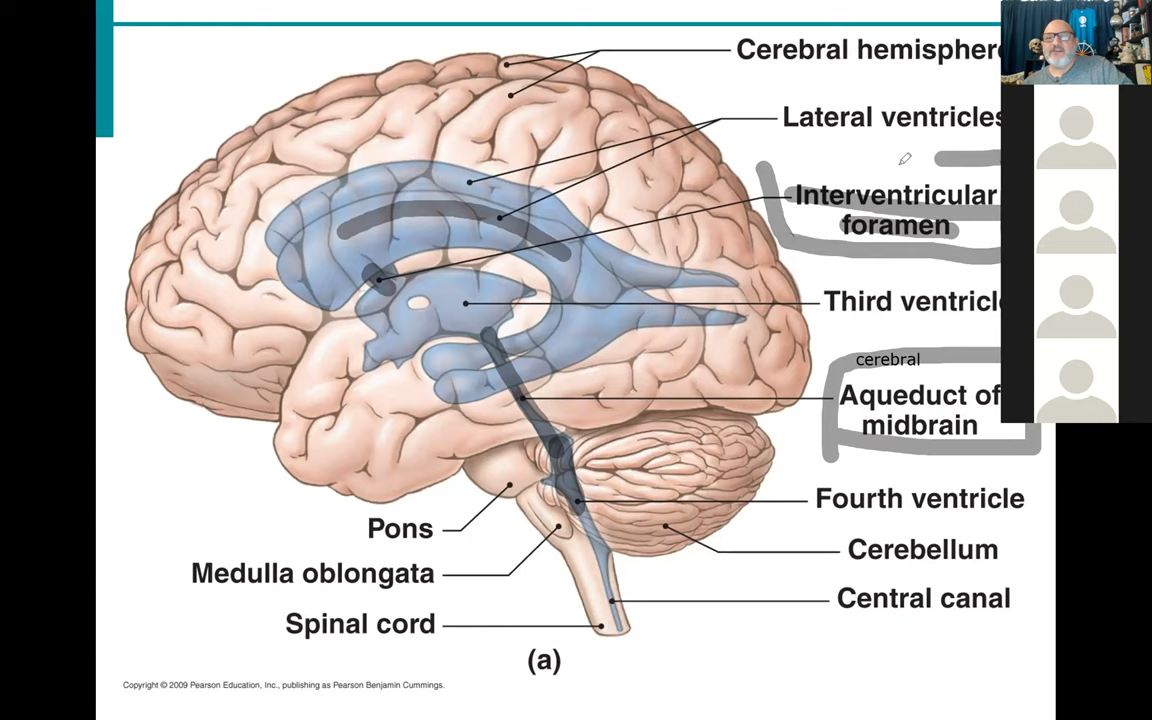 Cerebral hemisphere
Lateral ventricles
Interventricular
foramen
Third ventricle
cerebral
Aqueduct of
midbrain
Fourth ventricle
Pons
Cerebellum
Medulla oblongata
Central canal
Spinal cord
(a)
Copyright © 2009 Pearson Education, Inc., publishing as Pearson Benjamin Cummings.